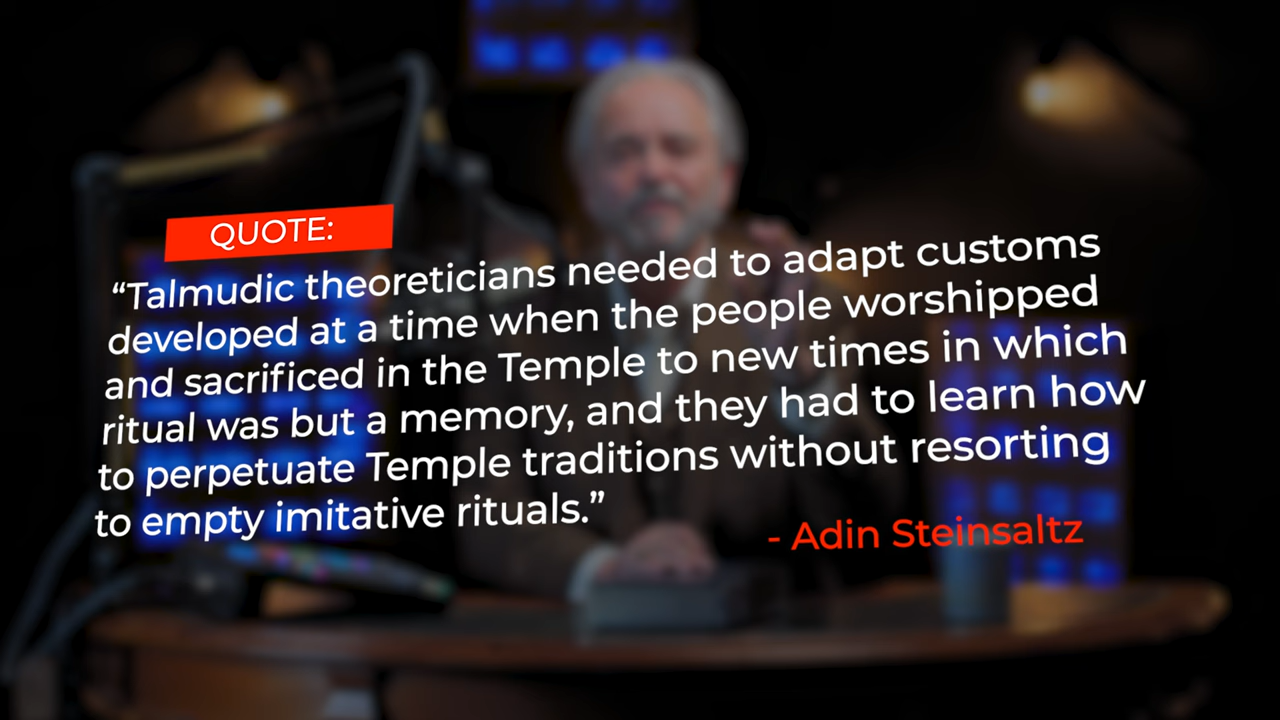 QUOTE:
“Talmudic theoreticians needed to adapt customs
developed at a time when the people worshipped
and sacrificed in the Temple to new times in which
ritual was but a memory, and they had to learn how
to perpetuate Temple traditions without resorting
to empty imitative rituals.”
- Adin Steinsaltz